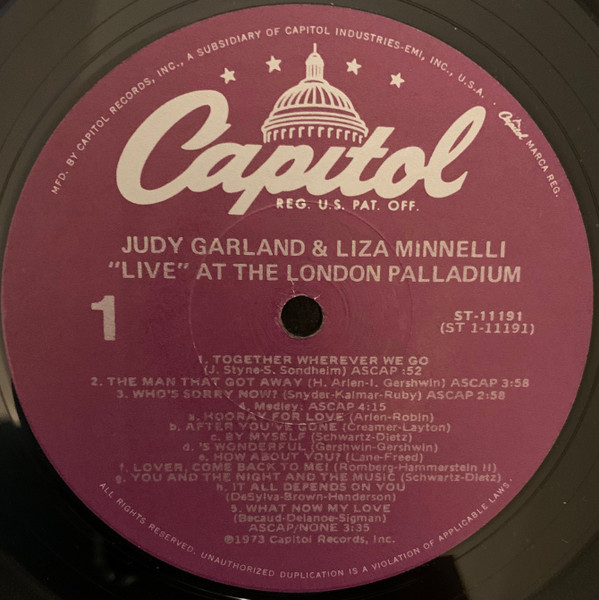 MFD. BY CAPITOL RECORDS, INC., A SUBSIDIARY OF CAPITOL INDUSTRIES-EMI, INC., U.S.A. . Capitol MARCA REG.
Capitol
REG. U.S. PAT. OFF.
JUDY GARLAND & LIZA MINNELLI
"LIVE" AT THE LONDON PALLADIUM
1
ST-11191
(ST 1-11191)
1. TOGETHER WHEREVER WE GO
(J. Styne-S. Sondheim) ASCAP :52
2. THE MAN THAT GOT AWAY (H. Arlen-I. Gershwin) ASCAP 3:58
3. WHO'S SORRY NOW? (Snyder-Kalmar-Ruby) ASCAP 2:58
4. Medley: ASCAP 4:15
a. HOORAY FOR LOVE (Arlen-Robin)
b. AFTER YOU'VE GONE (Creamer-Layton)
c. BY MYSELF (Schwartz-Dietz)
d. 'S WONDERFUL (Gershwin-Gershwin)
e. HOW ABOUT YOU? (Lane-Freed)
f. LOVER, COME BACK TO ME! (Romberg-Hammerstein II)
g. YOU AND THE NIGHT AND THE MUSIC (Schwartz-Dietz)
h. IT ALL DEPENDS ON YOU
(DeSylva-Brown-Henderson)
5. WHAT NOW MY LOVE
(Becaud-Delanoe-Sigman)
ASCAP/NONE 3:35
©1973 Capitol Records, Inc.
ALL RIGHTS RESERVED. UNAUTHORIZED DUPLICATION IS A VIOLATION OF APPLICABLE LAWS.